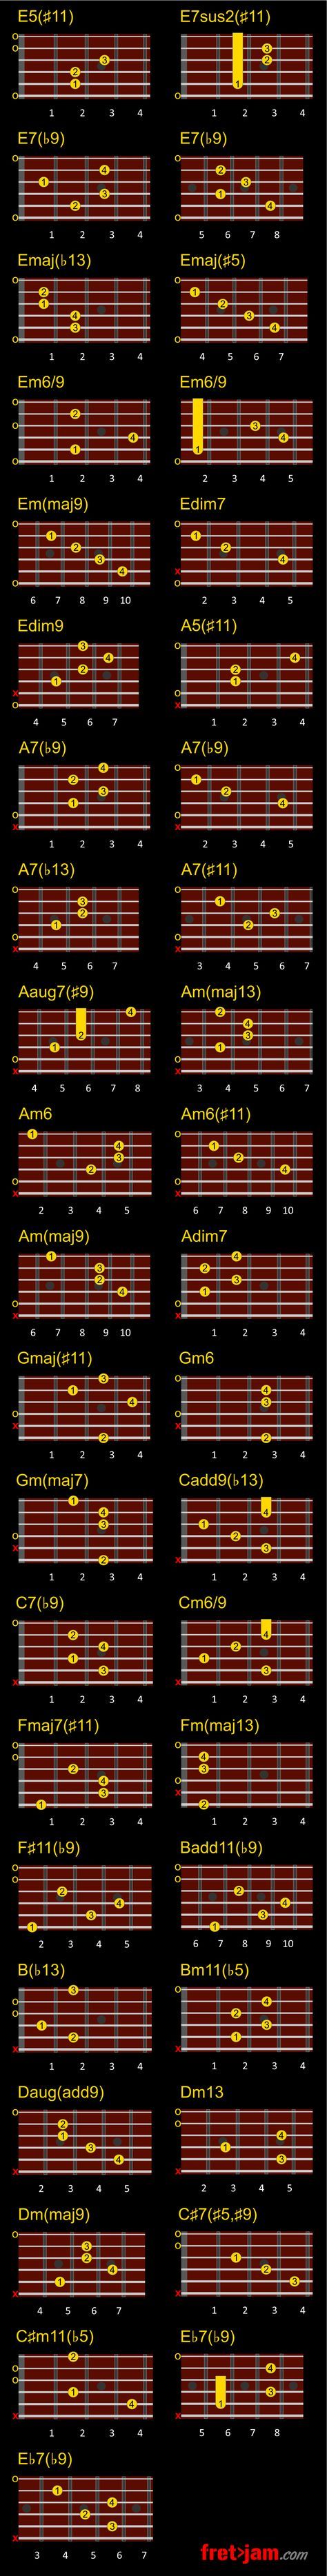 E5(♯11) E7sus2(♯11)
1 2 3 4 1 2 3 4
E7(♭9) E7(♭9)
1 2 3 4 5 6 7 8
Emaj(♭13) Emaj(♯5)
1 2 3 4 4 5 6 7
Em6/9 Em6/9
1 2 3 4 2 3 4 5
Em(maj9) Edim7
6 7 8 9 10 2 3 4 5
Edim9 A5(♯11)
4 5 6 7 1 2 3 4
A7(♭9) A7(♭9)
1 2 3 4 2 3 4 5
A7(♭13) A7(♯11)
4 5 6 7 3 4 5 6 7
Aaug7(♯9) Am(maj13)
4 5 6 7 8 3 4 5 6 7
Am6 Am6(♯11)
2 3 4 5 6 7 8 9 10
Am(maj9) Adim7
6 7 8 9 10 1 2 3 4
Gmaj(♯11) Gm6
1 2 3 4 1 2 3 4
Gm(maj7) Cadd9(♭13)
1 2 3 4 1 2 3 4
C7(♭9) Cm6/9
1 2 3 4 1 2 3 4
Fmaj7(♯11) Fm(maj13)
1 2 3 4 1 2 3 4
F♯11(♭9) Badd11(♭9)
2 3 4 5 6 7 8 9 10
B(♭13) Bm11(♭5)
1 2 3 4 1 2 3 4
Daug(add9) Dm13
2 3 4 5 2 3 4 5
Dm(maj9) C♯7(♯5,♯9)
4 5 6 7 1 2 3 4
C♯m11(♭5) E♭7(♭9)
1 2 3 4 5 6 7 8
E♭7(♭9)
3 4 5 6 7
fret>jam.com